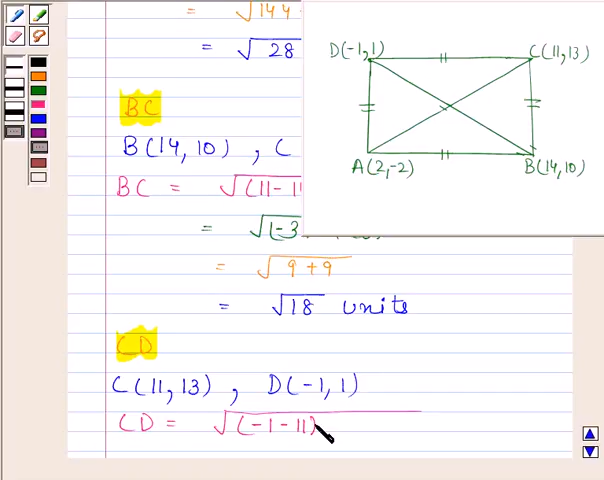 = √144
= √28
D(-1,1) C(11,13)
A(2,-2) B(14,10)
BC
B(14,10) , C
BC = √(11-1
= √(-3
= √9+9
= √18 units
CD
C(11,13) , D(-1,1)
CD = √(-1-11)